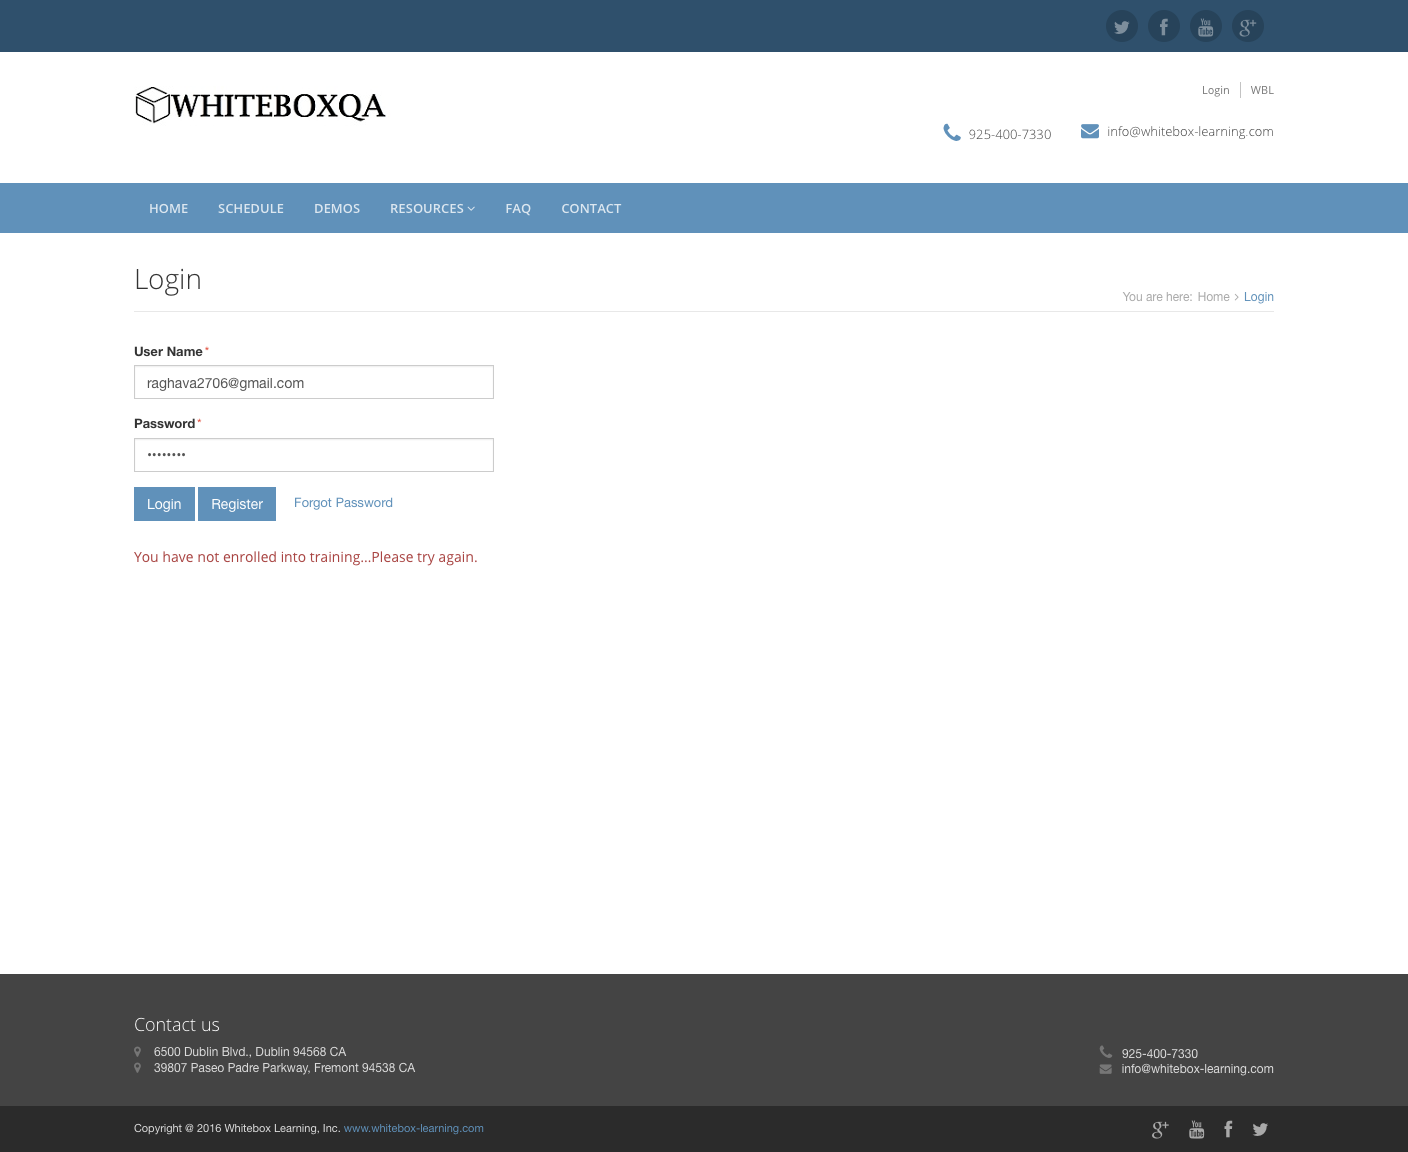 WHITEBOXQA
Login
WBL
925-400-7330
info@whitebox-learning.com
HOME
SCHEDULE
DEMOS
RESOURCES
FAQ
CONTACT
Login
You are here: Home > Login
User Name*
raghava2706@gmail.com
Password*
••••••••
Login
Register
Forgot Password
You have not enrolled into training...Please try again.
Contact us
6500 Dublin Blvd., Dublin 94568 CA
39807 Paseo Padre Parkway, Fremont 94538 CA
925-400-7330
info@whitebox-learning.com
Copyright @ 2016 Whitebox Learning, Inc. www.whitebox-learning.com